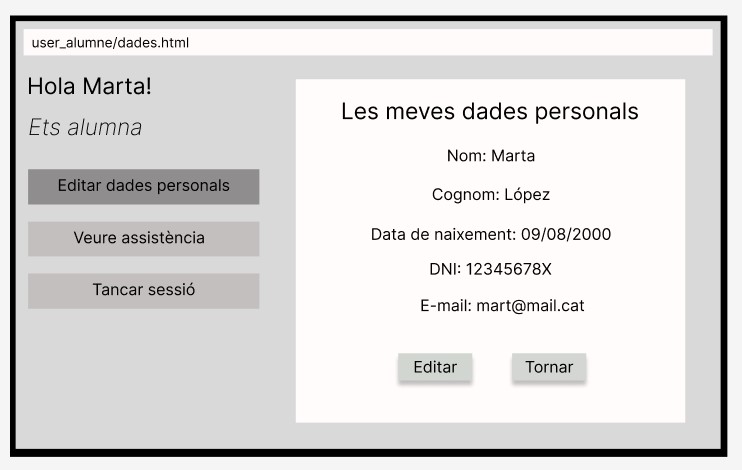 user_alumne/dades.html
Hola Marta!
Ets alumna
Editar dades personals
Veure assistència
Tancar sessió
Les meves dades personals
Nom: Marta
Cognom: López
Data de naixement: 09/08/2000
DNI: 12345678X
E-mail: mart@mail.cat
Editar
Tornar